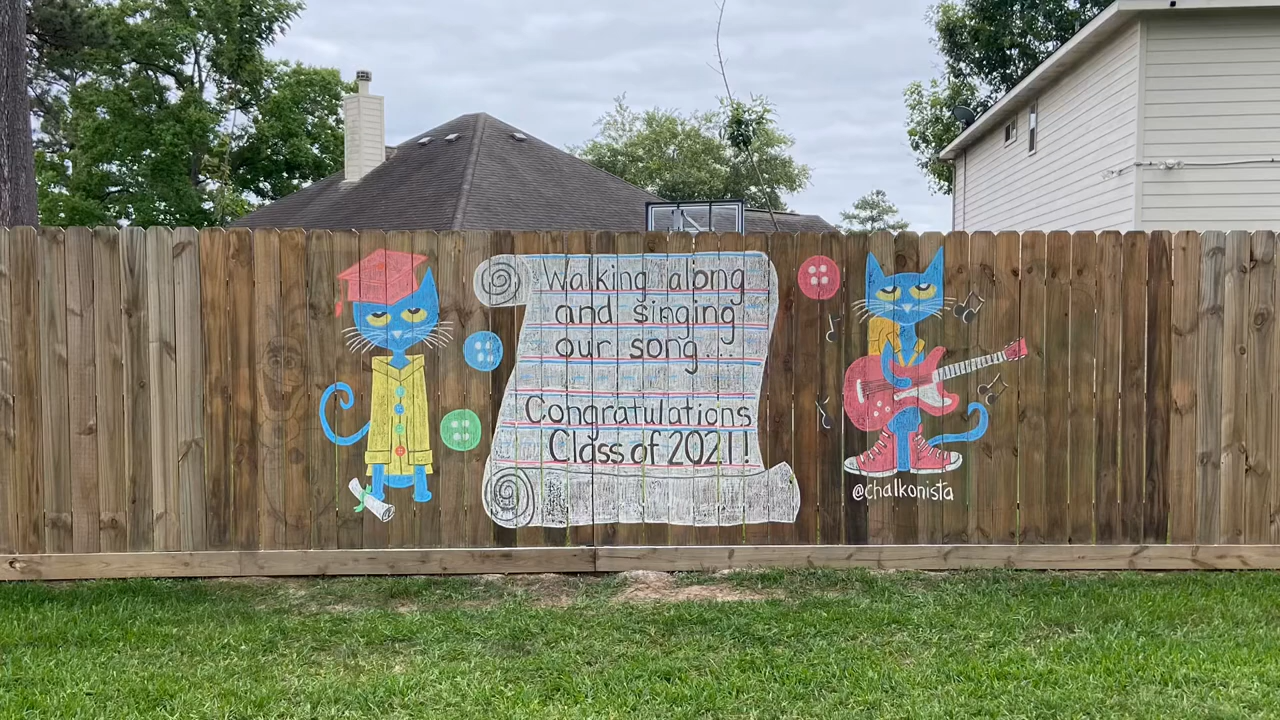 Walking along
and singing
our song...
Congratulations
Class of 2021!
@chalkonista